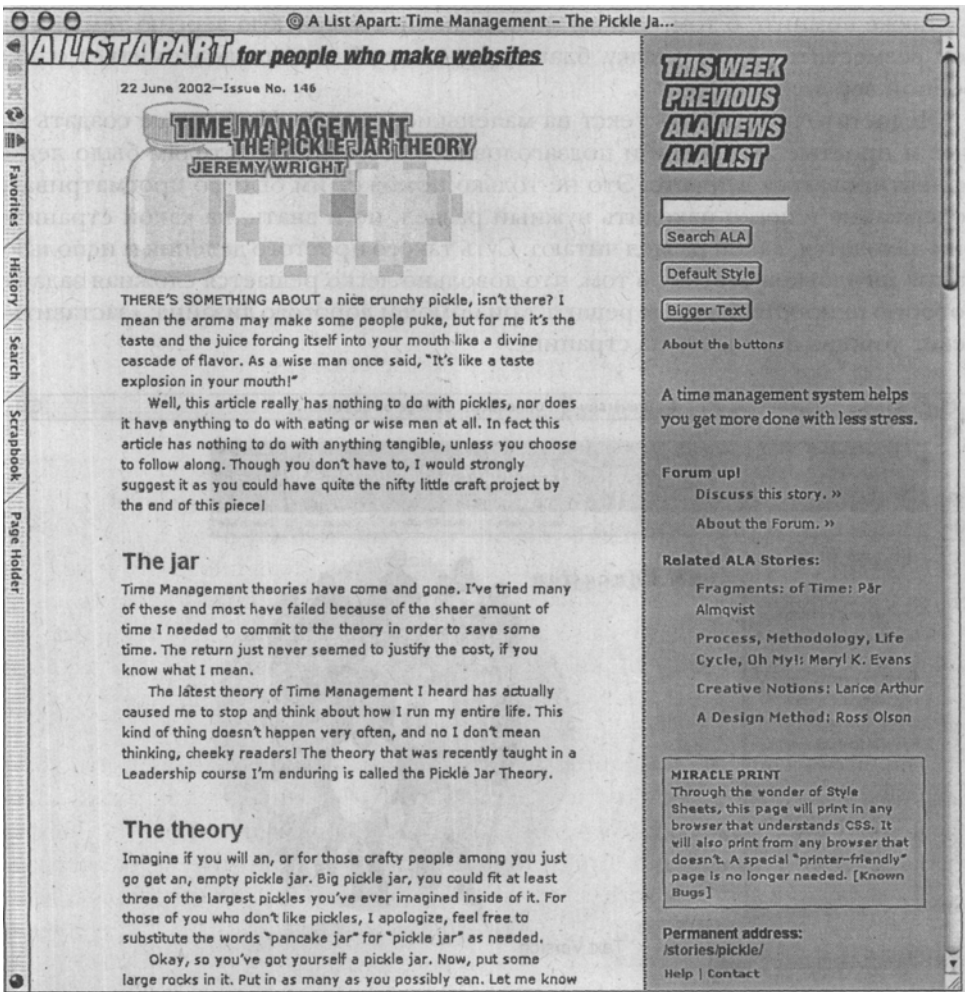 A List Apart: Time Management – The Pickle Ja...
A LIST APART for people who make websites
22 June 2002—Issue No. 146
TIME MANAGEMENT
THE PICKLE JAR THEORY
JEREMY WRIGHT
THERE'S SOMETHING ABOUT a nice crunchy pickle, isn't there? I
mean the aroma may make some people puke, but for me it's the
taste and the juice forcing itself into your mouth like a divine
cascade of flavor. As a wise man once said, "It's like a taste
explosion in your mouth!"
Well, this article really has nothing to do with pickles, nor does
it have anything to do with eating or wise men at all. In fact this
article has nothing to do with anything tangible, unless you choose
to follow along. Though you don't have to, I would strongly
suggest it as you could have quite the nifty little craft project by
the end of this piece!
The jar
Time Management theories have come and gone. I've tried many
of these and most have failed because of the sheer amount of
time I needed to commit to the theory in order to save some
time. The return just never seemed to justify the cost, if you
know what I mean.
The latest theory of Time Management I heard has actually
caused me to stop and think about how I run my entire life. This
kind of thing doesn't happen very often, and no I don't mean
thinking, cheeky readers! The theory that was recently taught in a
Leadership course I'm enduring is called the Pickle Jar Theory.
The theory
Imagine if you will an, or for those crafty people among you just
go get an, empty pickle jar. Big pickle jar, you could fit at least
three of the largest pickles you've ever imagined inside of it. For
those of you who don't like pickles, I apologize, feel free to
substitute the words "pancake jar" for "pickle jar" as needed.
Okay, so you've got yourself a pickle jar. Now, put some
large rocks in it. Put in as many as you possibly can. Let me know
THIS WEEK
PREVIOUS
ALA NEWS
ALA LIST
Search ALA
Default Style
Bigger Text
About the buttons
A time management system helps
you get more done with less stress.
Forum up!
Discuss this story. »
About the Forum. »
Related ALA Stories:
Fragments: of Time: Pär
Almqvist
Process, Methodology, Life
Cycle, Oh My!: Meryl K. Evans
Creative Notions: Lance Arthur
A Design Method: Ross Olson
MIRACLE PRINT
Through the wonder of Style
Sheets, this page will print in any
browser that understands CSS. It
will also print from any browser that
doesn't. A special "printer-friendly"
page is no longer needed. [Known
Bugs]
Permanent address:
/stories/pickle/
Help | Contact
Favorites
History
Search
Scrapbook
Page Holder